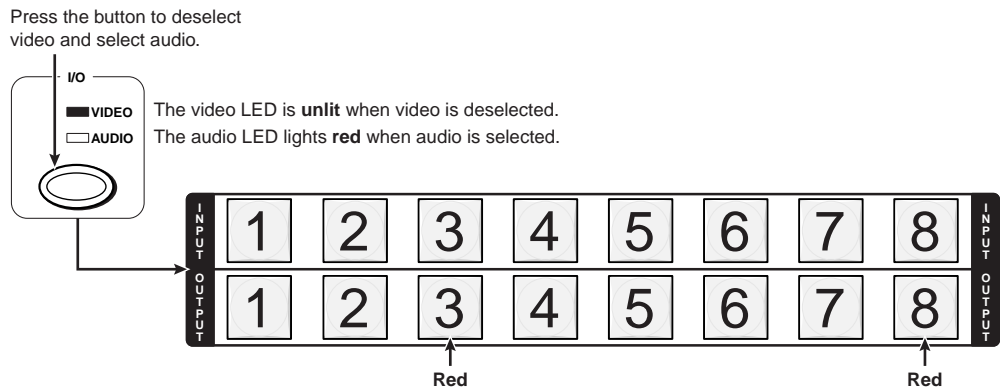 Press the button to deselect
video and select audio.
I/O
VIDEO
AUDIO
The video LED is unlit when video is deselected.
The audio LED lights red when audio is selected.
INPUT
1 2 3 4 5 6 7 8
INPUT
OUTPUT
1 2 3 4 5 6 7 8
OUTPUT
Red
Red